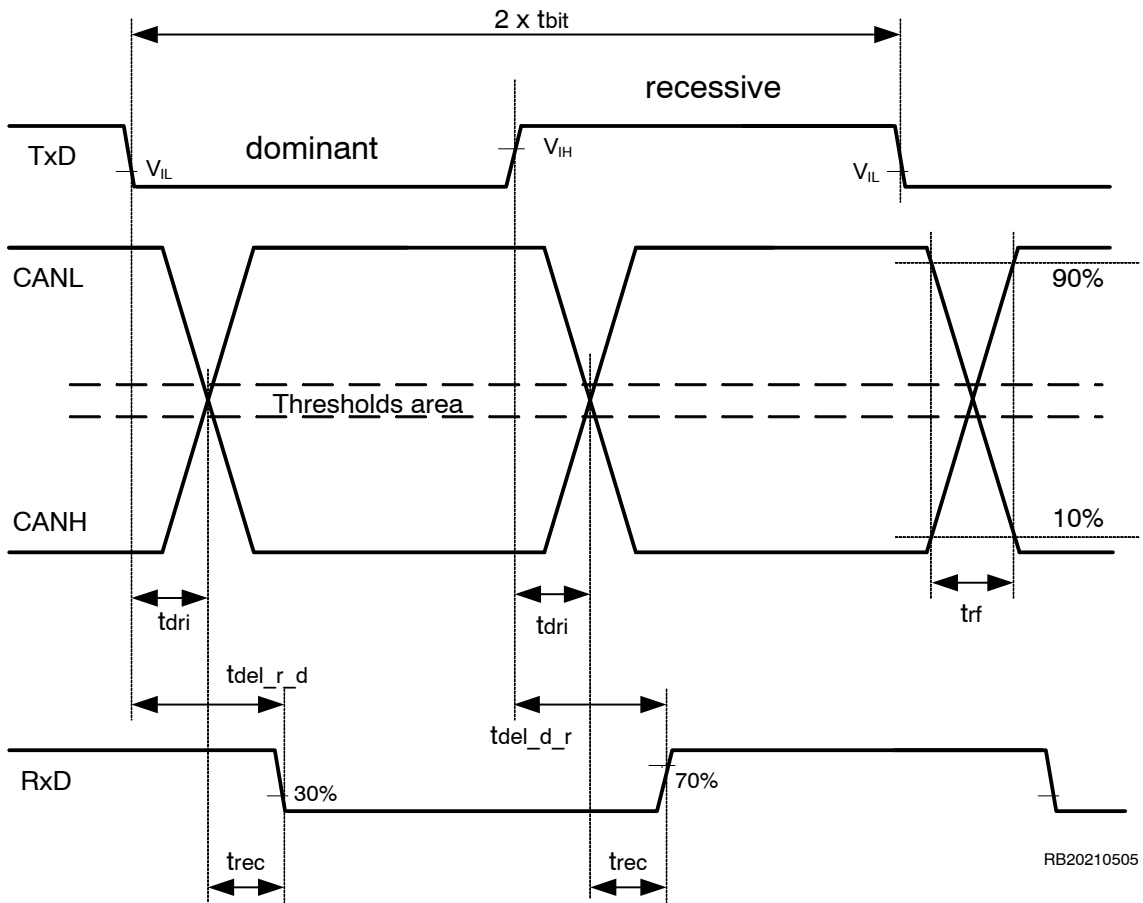 2 x tbit
recessive
TxD
VIL
dominant
VIH
VIL
CANL
90%
Thresholds area
CANH
10%
tdri
tdri
trf
tdel_r_d
tdel_d_r
RxD
30%
70%
trec
trec
RB20210505